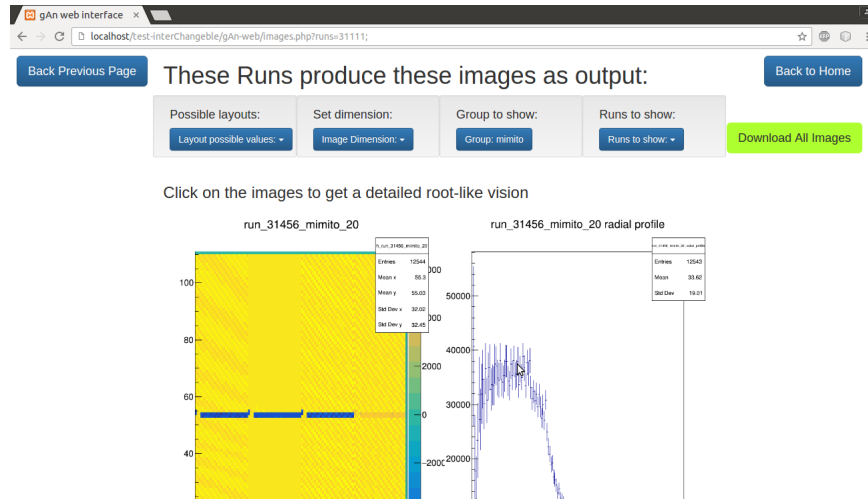 gAn web interface
localhost/test-interChangeble/gAn-web/images.php?runs=31111;
Back Previous Page
These Runs produce these images as output:
Back to Home
Possible layouts:
Set dimension:
Group to show:
Runs to show:
Layout possible values:
Image Dimension:
Group: mimito
Runs to show:
Download All Images
Click on the images to get a detailed root-like vision
run_31456_mimito_20
run_31456_mimito_20 radial profile
h_run_31456_mimito_20
Entries 12544
Mean x 55.3
Mean y 55.03
Std Dev x 32.02
Std Dev y 32.45
Entries 12543
Mean 33.62
Std Dev 19.01
100
80
60
40
2000
0
−2000
50000
40000
30000
20000